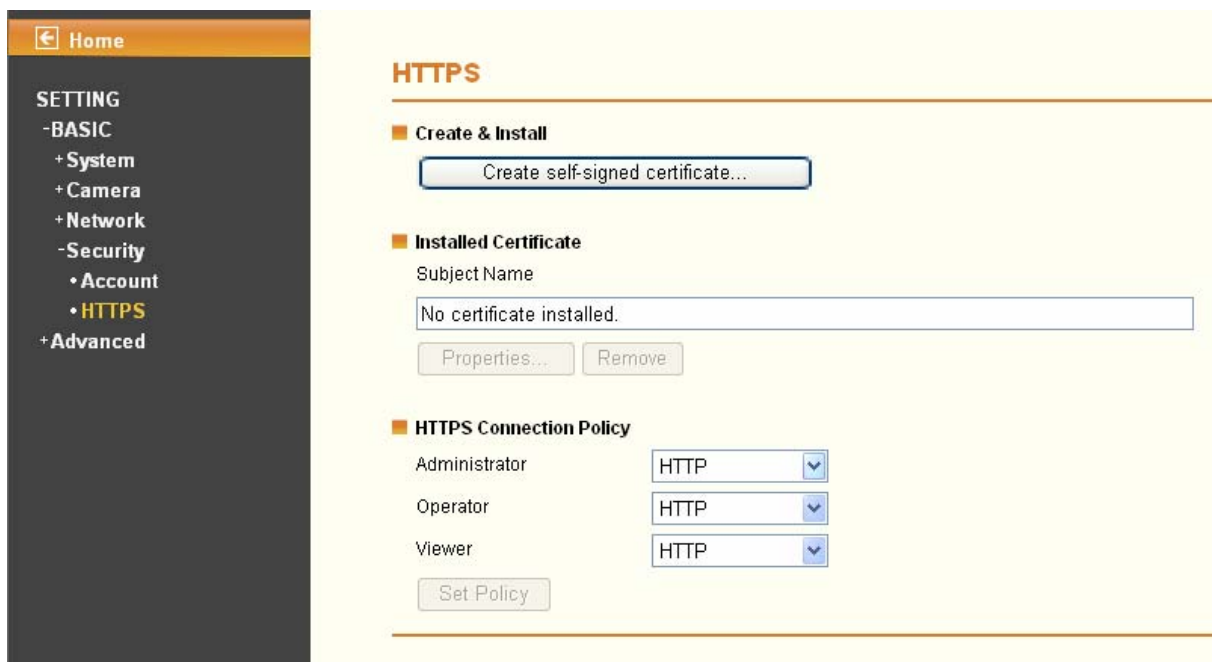 Home
SETTING
-BASIC
+System
+Camera
+Network
-Security
•Account
•HTTPS
+Advanced
HTTPS
Create & Install
Create self-signed certificate...
Installed Certificate
Subject Name
No certificate installed.
Properties... Remove
HTTPS Connection Policy
Administrator HTTP
Operator HTTP
Viewer HTTP
Set Policy